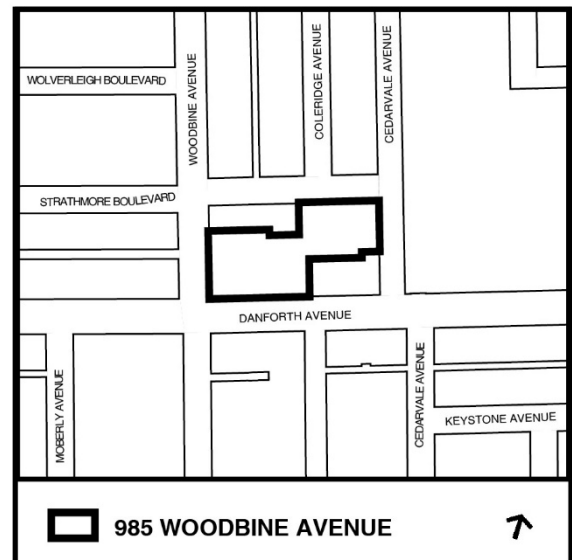 WOLVERLEIGH BOULEVARD
WOODBINE AVENUE
COLERIDGE AVENUE
CEDARVALE AVENUE
STRATHMORE BOULEVARD
DANFORTH AVENUE
MOBERLY AVENUE
CEDARVALE AVENUE
KEYSTONE AVENUE
985 WOODBINE AVENUE